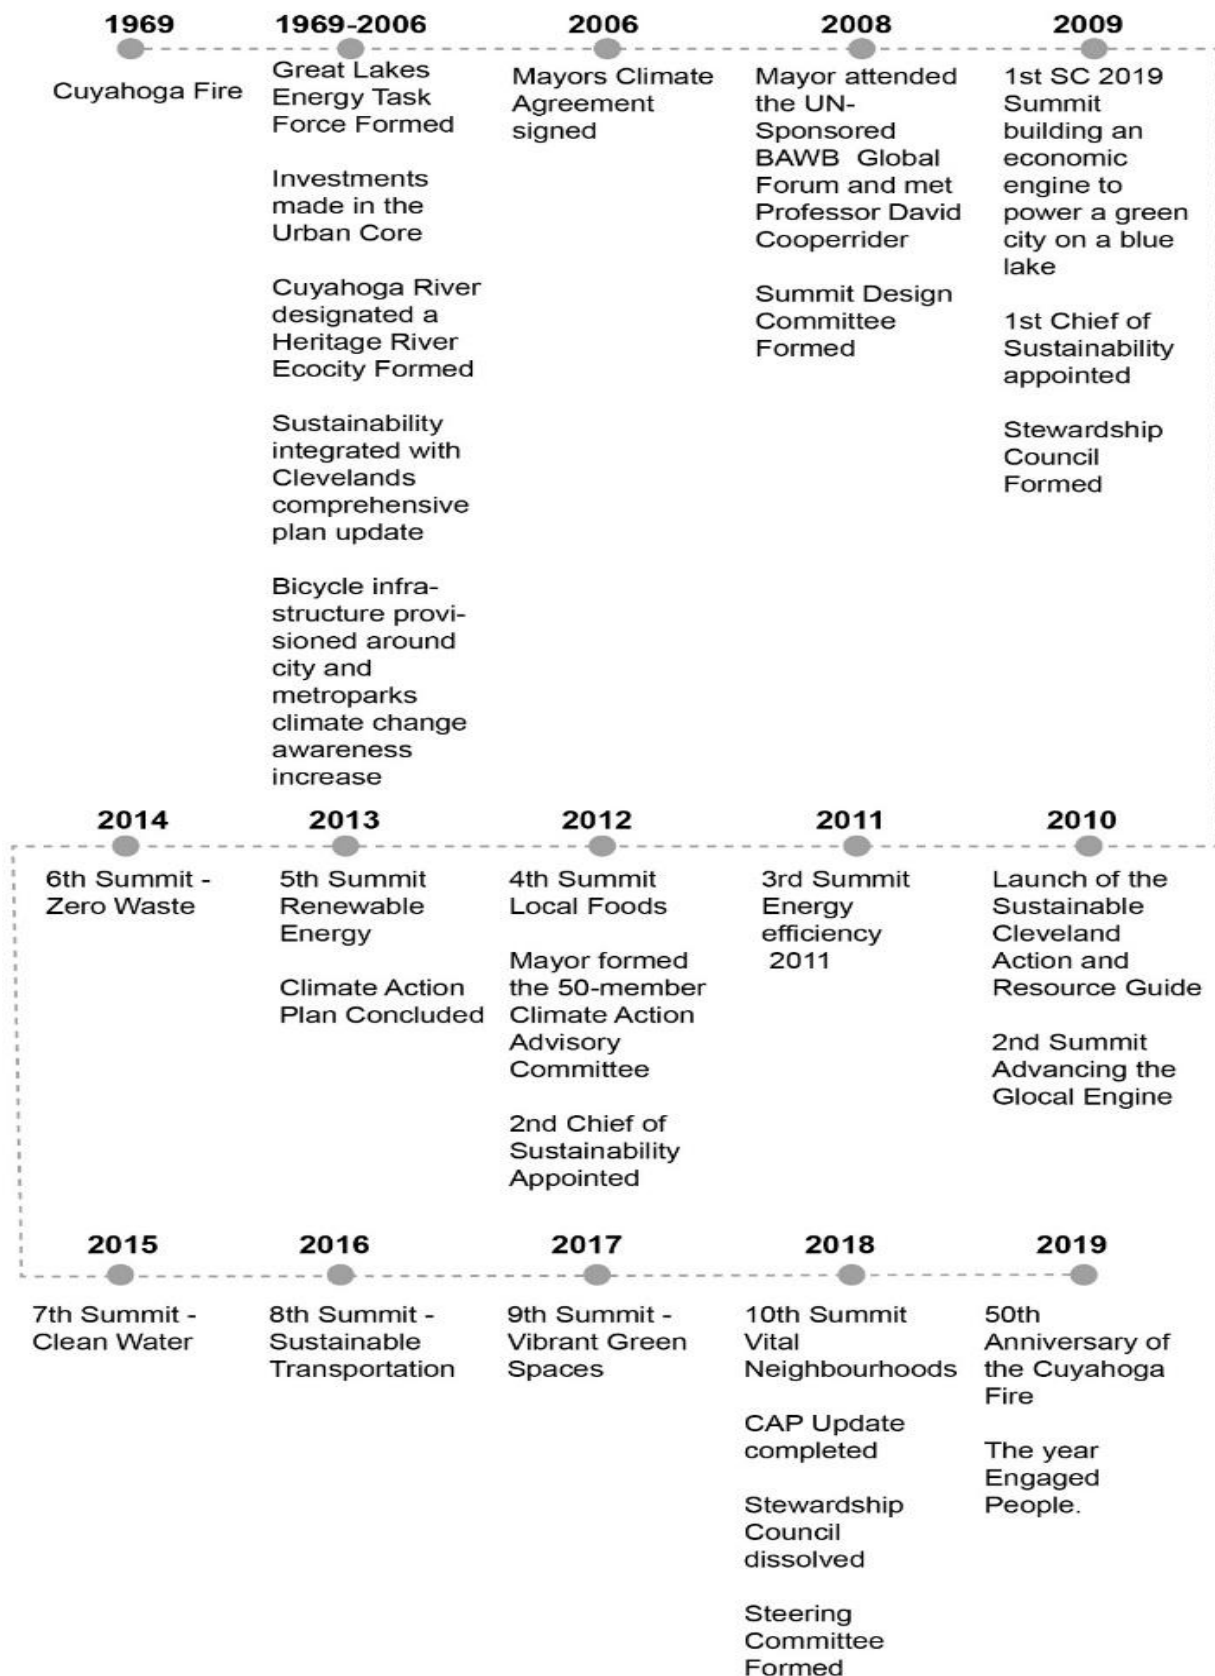 1969
Cuyahoga Fire
1969-2006
Great Lakes
Energy Task
Force Formed
Investments
made in the
Urban Core
Cuyahoga River
designated a
Heritage River
Ecocity Formed
Sustainability
integrated with
Clevelands
comprehensive
plan update
Bicycle infra-
structure provi-
sioned around
city and
metroparks
climate change
awareness
increase
2006
Mayors Climate
Agreement
signed
2008
Mayor attended
the UN-
Sponsored
BAWB Global
Forum and met
Professor David
Cooperrider
Summit Design
Committee
Formed
2009
1st SC 2019
Summit
building an
economic
engine to
power a green
city on a blue
lake
1st Chief of
Sustainability
appointed
Stewardship
Council
Formed
2010
Launch of the
Sustainable
Cleveland
Action and
Resource Guide
2nd Summit
Advancing the
Glocal Engine
2011
3rd Summit
Energy
efficiency
2011
2012
4th Summit
Local Foods
Mayor formed
the 50-member
Climate Action
Advisory
Committee
2nd Chief of
Sustainability
Appointed
2013
5th Summit
Renewable
Energy
Climate Action
Plan Concluded
2014
6th Summit -
Zero Waste
2015
7th Summit -
Clean Water
2016
8th Summit -
Sustainable
Transportation
2017
9th Summit -
Vibrant Green
Spaces
2018
10th Summit
Vital
Neighbourhoods
CAP Update
completed
Stewardship
Council
dissolved
Steering
Committee
Formed
2019
50th
Anniversary of
the Cuyahoga
Fire
The year
Engaged
People.